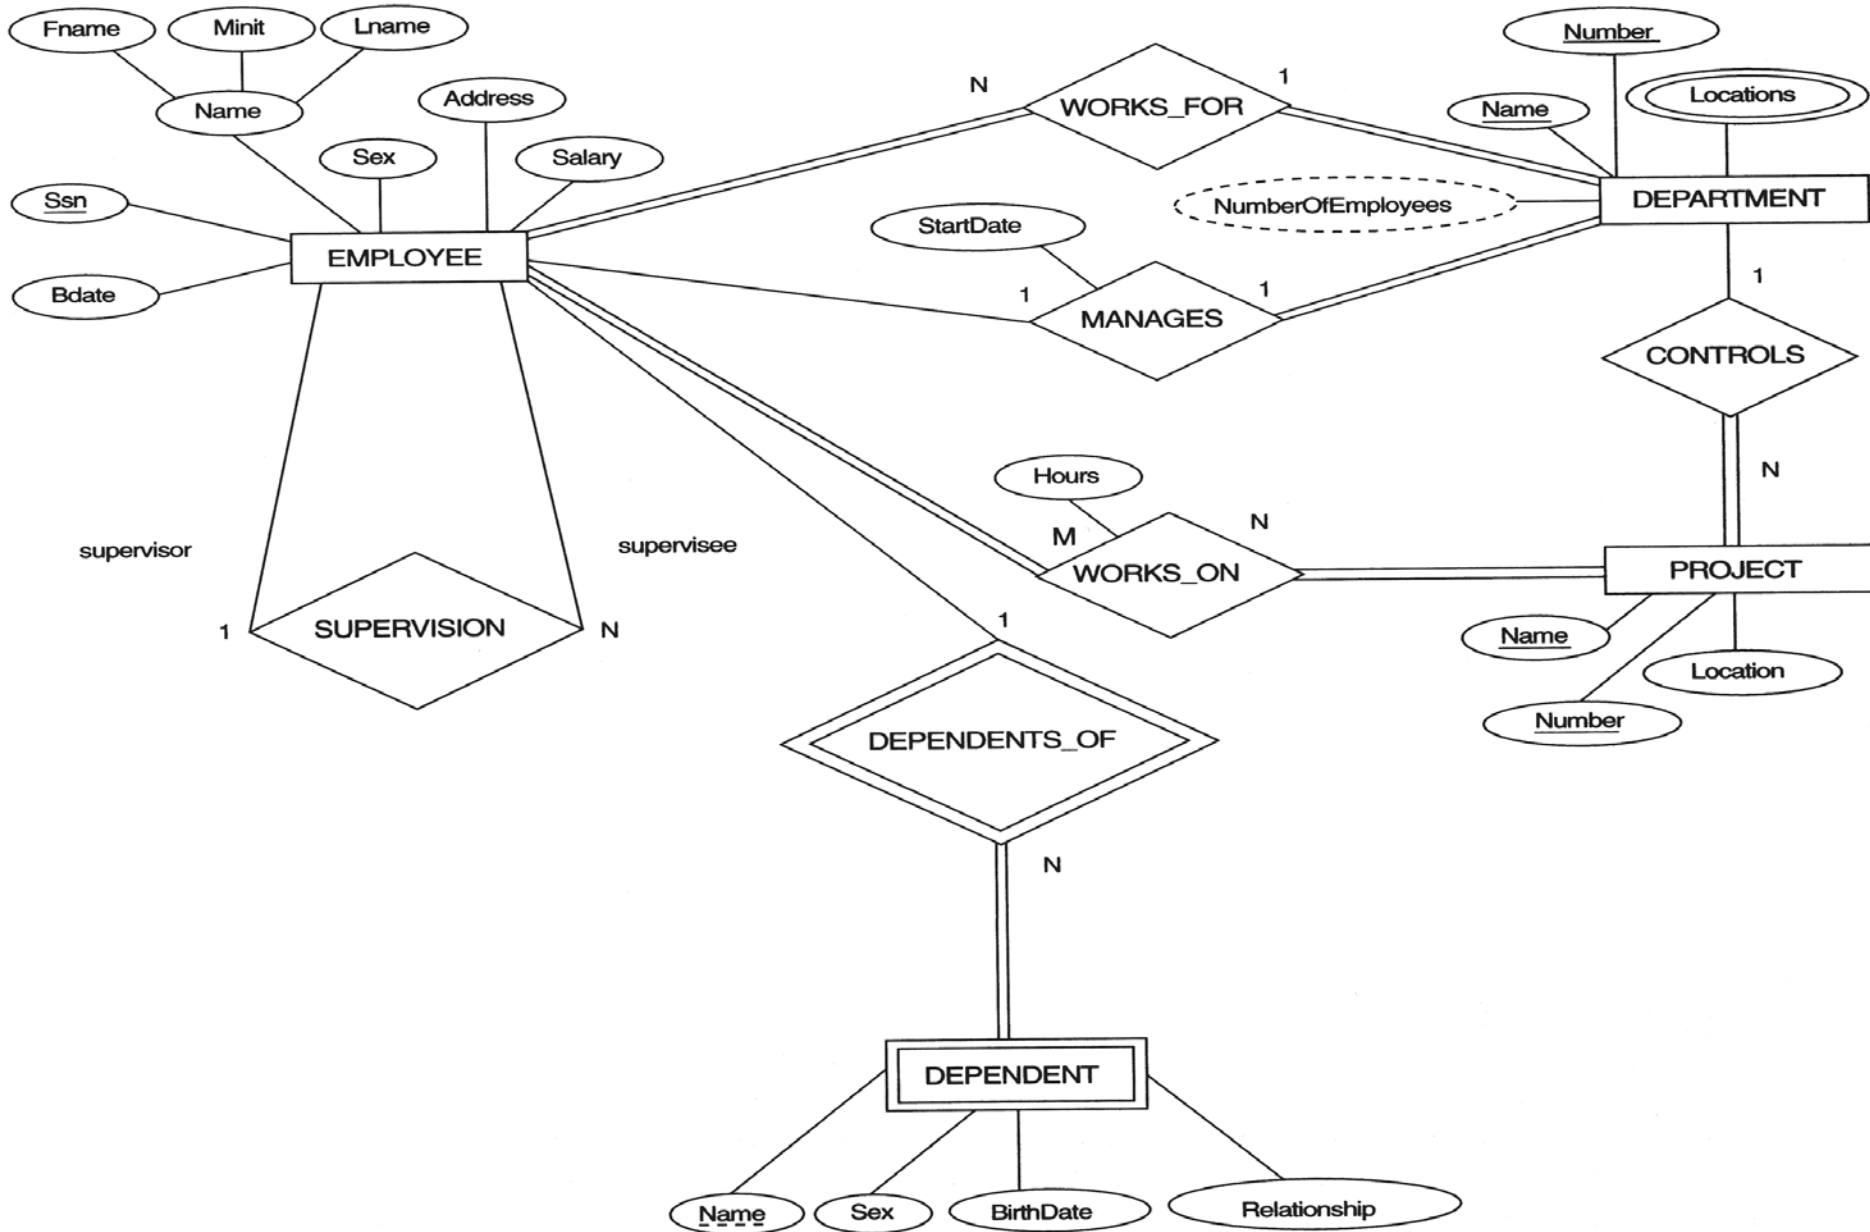 Fname
Minit
Lname
Number
N
1
WORKS_FOR
Name
Address
Name
Locations
Sex
Salary
Ssn
NumberOfEmployees
DEPARTMENT
StartDate
EMPLOYEE
Bdate
1
1
MANAGES
1
CONTROLS
Hours
N
M
N
supervisor
supervisee
WORKS_ON
PROJECT
1
SUPERVISION
N
1
Name
Location
Number
DEPENDENTS_OF
N
DEPENDENT
Name
Sex
BirthDate
Relationship